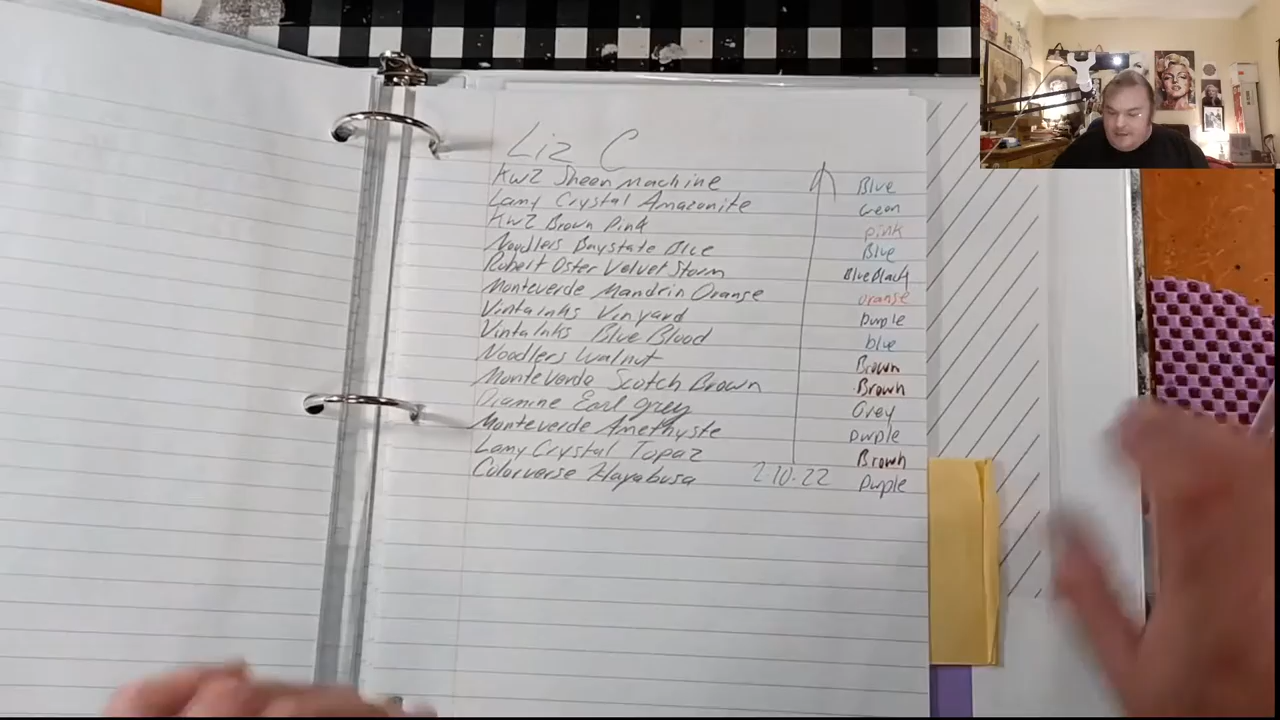 Liz C
KWZ Sheen machine Blue
Lamy Crystal Amazonite Green
KWZ Brown Pink pink
Noodlers Baystate Blue Blue
Robert Oster Velvet Storm Blue Black
Monteverde Mandrin Orange orange
Vinta Inks Vinyard purple
Vinta Inks Blue Blood blue
Noodlers Walnut Brown
Monteverde Scotch Brown Brown
Diamine Earl grey Grey
Monteverde Amethyste purple
Lamy Crystal Topaz Brown
Colorverse Hayabusa 2.10.22 Purple